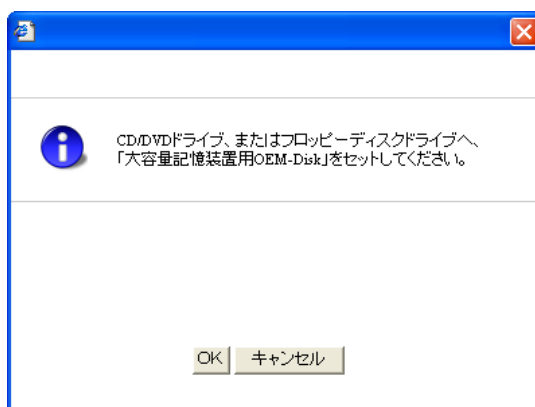 CD/DVDドライブ、またはフロッピーディスクドライブへ、
「大容量記憶装置用OEM-Disk」をセットしてください。
OK キャンセル